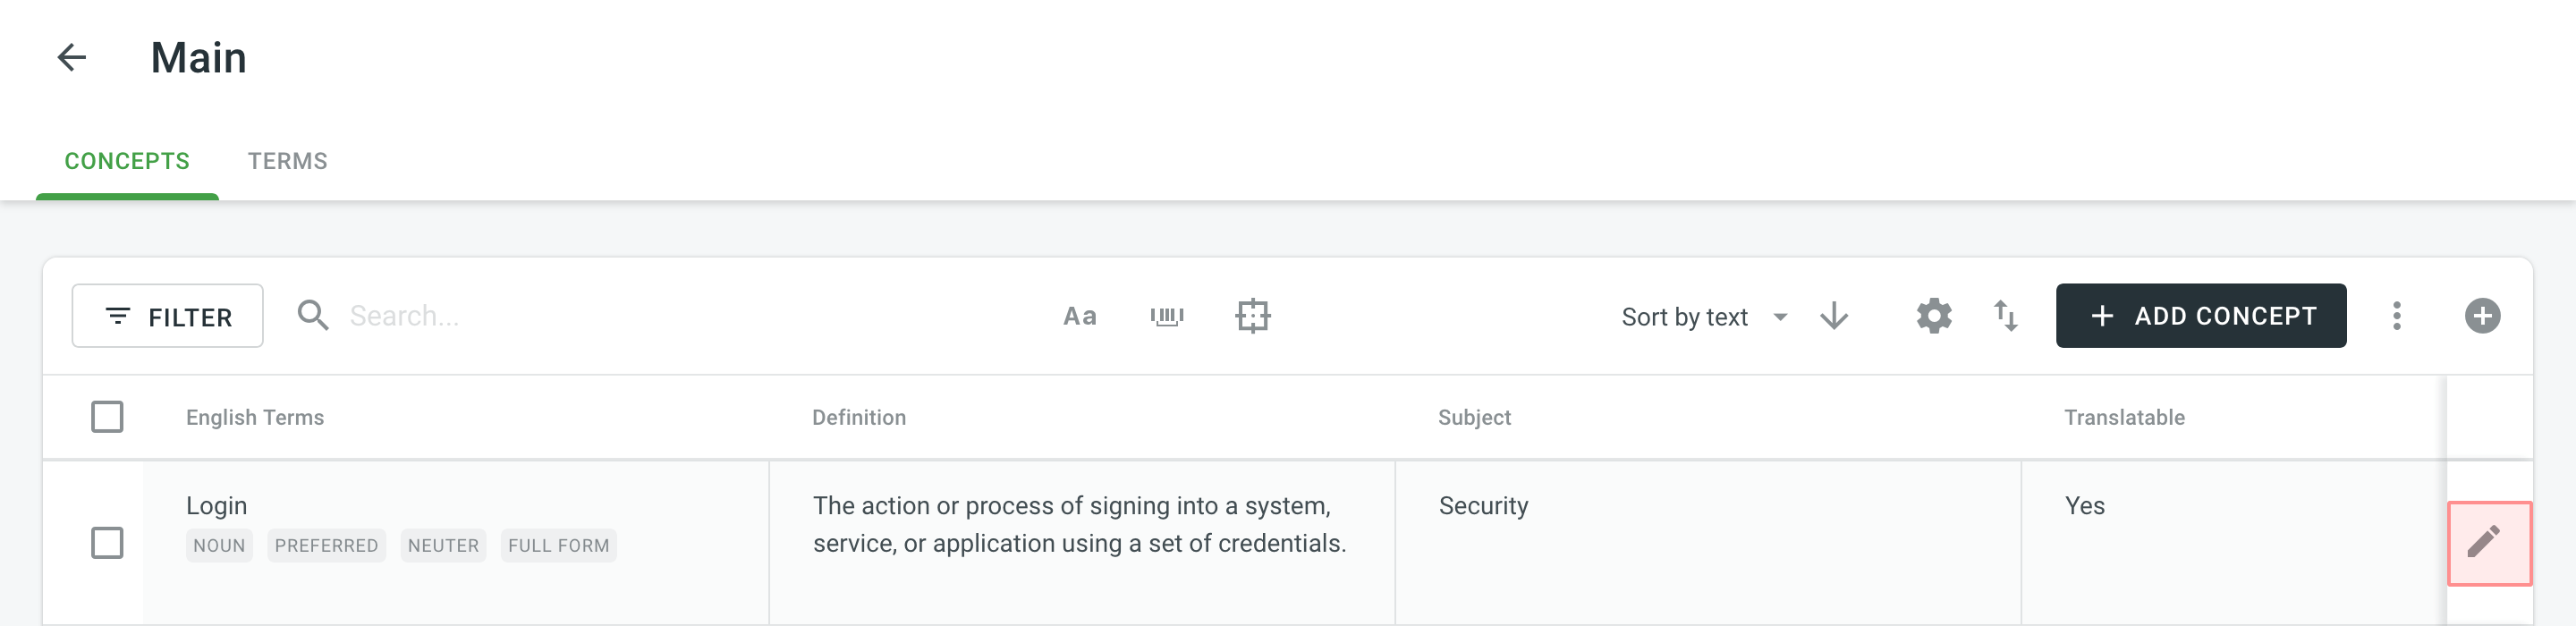 Main
CONCEPTS TERMS
FILTER Search... Aa Sort by text ADD CONCEPT
English Terms Definition Subject Translatable
Login The action or process of signing into a system, Security Yes
NOUN PREFERRED NEUTER FULL FORM service, or application using a set of credentials.